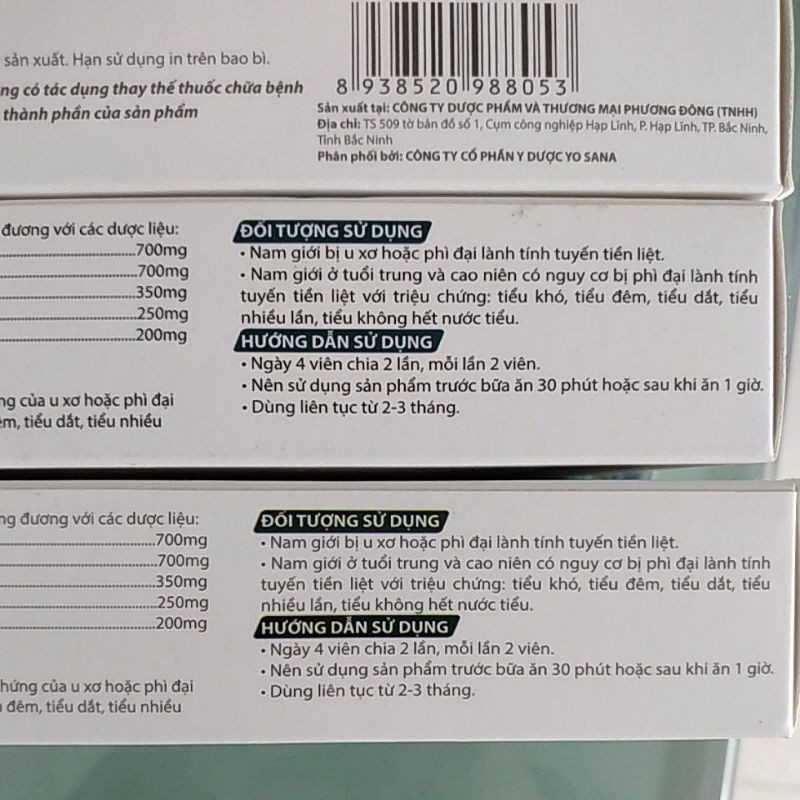 sản xuất. Hạn sử dụng in trên bao bì.
ng có tác dụng thay thế thuốc chữa bệnh
thành phần của sản phẩm
8 938520 988053
Sản xuất tại: CÔNG TY DƯỢC PHẨM VÀ THƯƠNG MẠI PHƯƠNG ĐÔNG (TNHH)
Địa chỉ: TS 509 tờ bản đồ số 1, Cụm công nghiệp Hạp Lĩnh, P. Hạp Lĩnh, TP. Bắc Ninh,
Tỉnh Bắc Ninh
Phân phối bởi: CÔNG TY CỔ PHẦN Y DƯỢC YO SANA
đương với các dược liệu:
700mg
700mg
350mg
250mg
200mg
ng của u xơ hoặc phì đại
êm, tiểu dắt, tiểu nhiều
ĐỐI TƯỢNG SỬ DỤNG
• Nam giới bị u xơ hoặc phì đại lành tính tuyến tiền liệt.
• Nam giới ở tuổi trung và cao niên có nguy cơ bị phì đại lành tính
tuyến tiền liệt với triệu chứng: tiểu khó, tiểu đêm, tiểu dắt, tiểu
nhiều lần, tiểu không hết nước tiểu.
HƯỚNG DẪN SỬ DỤNG
• Ngày 4 viên chia 2 lần, mỗi lần 2 viên.
• Nên sử dụng sản phẩm trước bữa ăn 30 phút hoặc sau khi ăn 1 giờ.
• Dùng liên tục từ 2-3 tháng.
ng đương với các dược liệu:
700mg
700mg
350mg
250mg
200mg
hứng của u xơ hoặc phì đại
đêm, tiểu dắt, tiểu nhiều
ĐỐI TƯỢNG SỬ DỤNG
• Nam giới bị u xơ hoặc phì đại lành tính tuyến tiền liệt.
• Nam giới ở tuổi trung và cao niên có nguy cơ bị phì đại lành tính
tuyến tiền liệt với triệu chứng: tiểu khó, tiểu đêm, tiểu dắt, tiểu
nhiều lần, tiểu không hết nước tiểu.
HƯỚNG DẪN SỬ DỤNG
• Ngày 4 viên chia 2 lần, mỗi lần 2 viên.
• Nên sử dụng sản phẩm trước bữa ăn 30 phút hoặc sau khi ăn 1 giờ.
• Dùng liên tục từ 2-3 tháng.